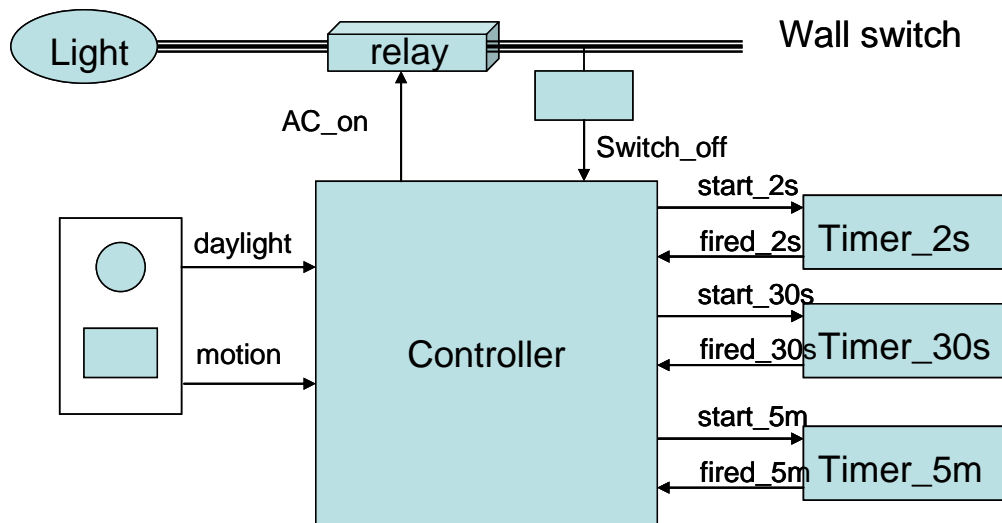 Light
relay
Wall switch
AC_on
Switch_off
start_2s
Timer_2s
fired_2s
daylight
start_30s
Timer_30s
fired_30s
motion
Controller
start_5m
Timer_5m
fired_5m